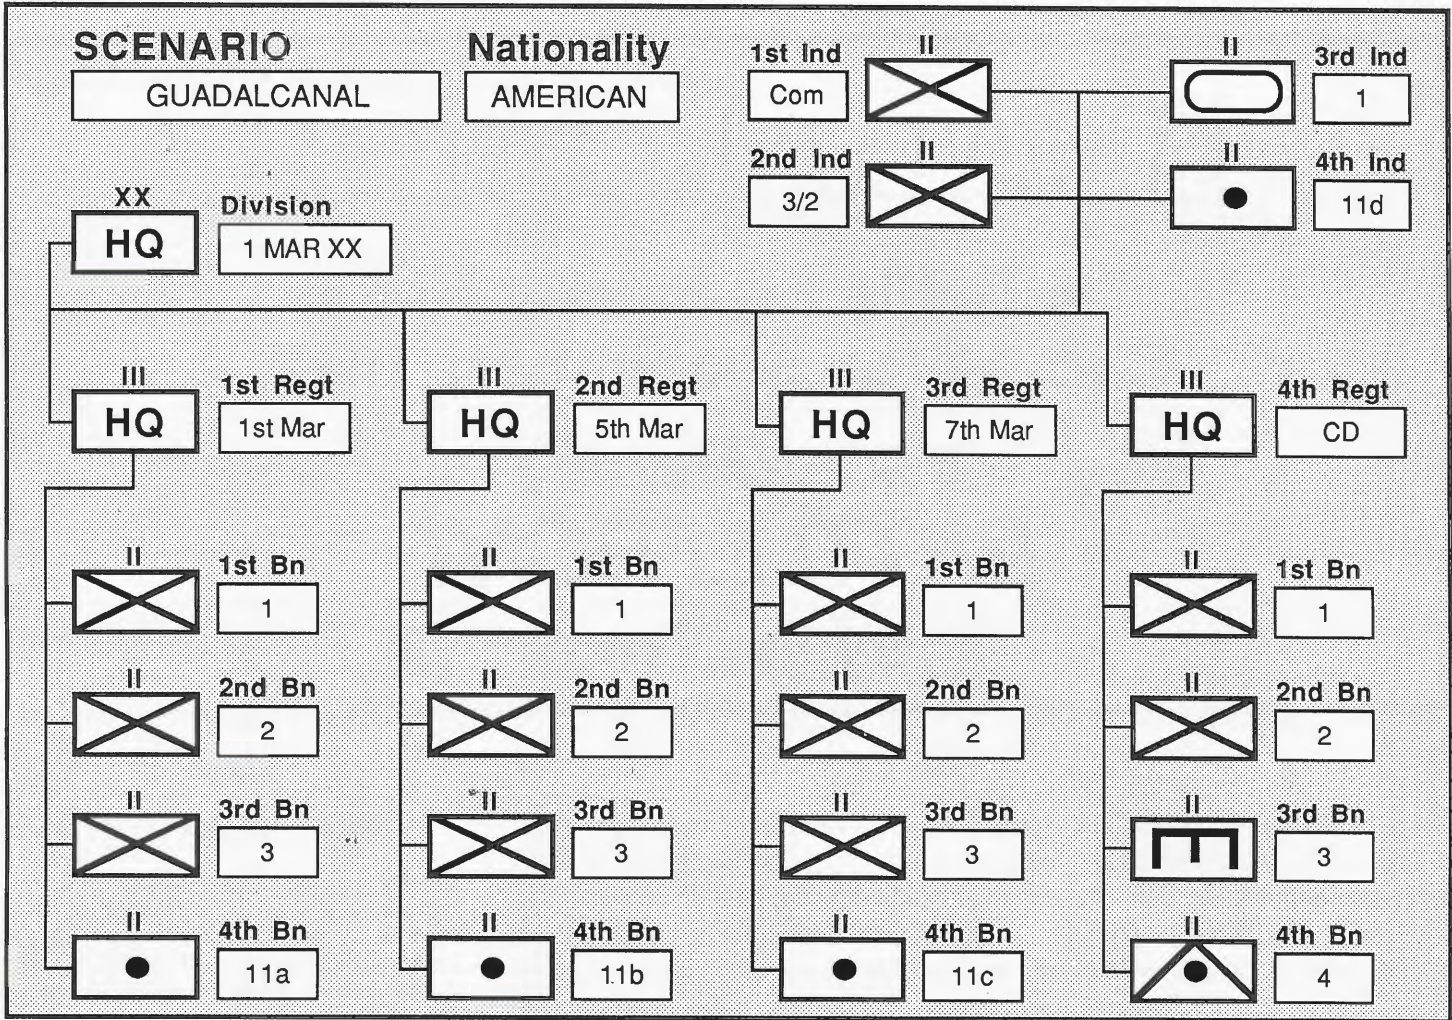 SCENARIO
GUADALCANAL
Nationality
AMERICAN
1st Ind
Com
II
II
3rd Ind
1
2nd Ind
3/2
II
II
4th Ind
11d
XX
HQ
Division
1 MAR XX
III
HQ
1st Regt
1st Mar
III
HQ
2nd Regt
5th Mar
III
HQ
3rd Regt
7th Mar
III
HQ
4th Regt
CD
II
1st Bn
1
II
1st Bn
1
II
1st Bn
1
II
1st Bn
1
II
2nd Bn
2
II
2nd Bn
2
II
2nd Bn
2
II
2nd Bn
2
II
3rd Bn
3
II
3rd Bn
3
II
3rd Bn
3
II
3rd Bn
3
II
4th Bn
11a
II
4th Bn
11b
II
4th Bn
11c
II
4th Bn
4